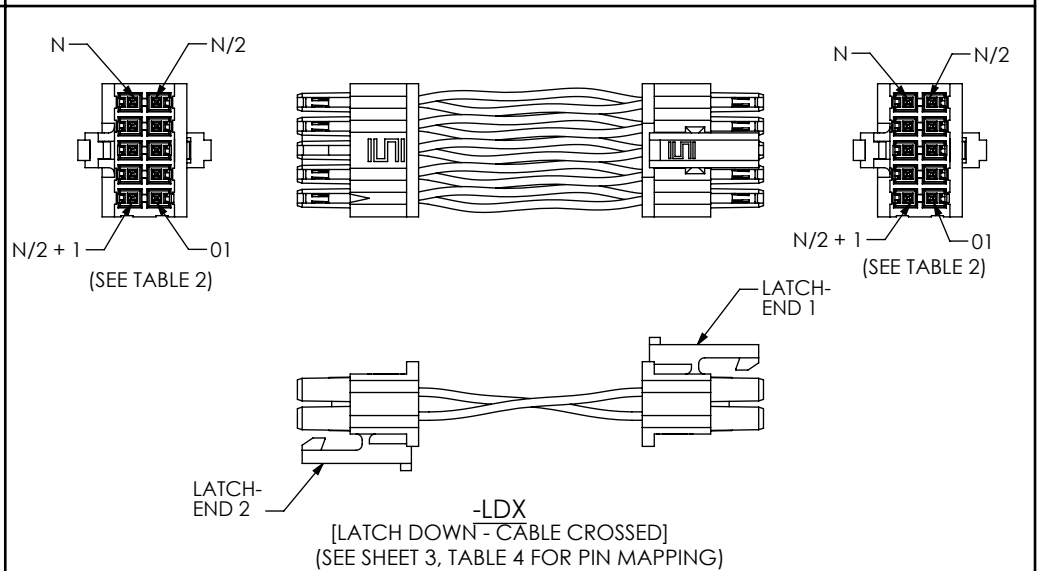 N
N/2
N/2 + 1
01
(SEE TABLE 2)
N
N/2
N/2 + 1
01
(SEE TABLE 2)
LATCH-
END 1
LATCH-
END 2
-LDX
[LATCH DOWN - CABLE CROSSED]
(SEE SHEET 3, TABLE 4 FOR PIN MAPPING)